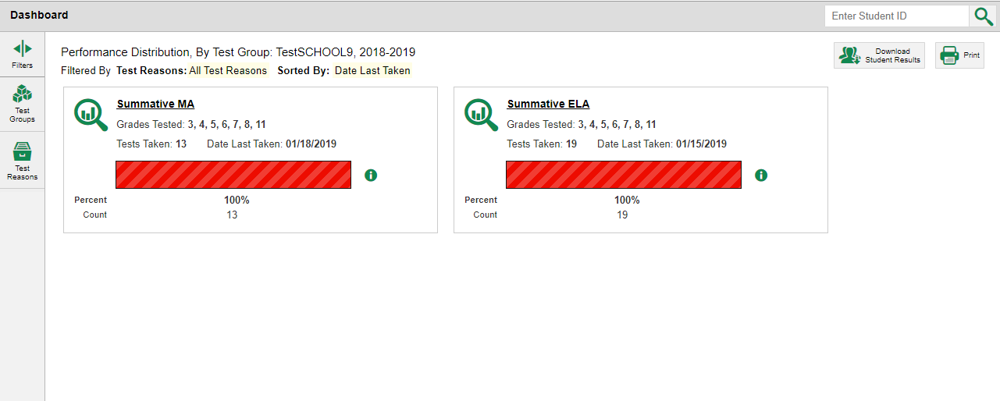 Dashboard
Enter Student ID
Filters
Test
Groups
Test
Reasons
Performance Distribution, By Test Group: TestSCHOOL9, 2018-2019
Filtered By Test Reasons: All Test Reasons Sorted By: Date Last Taken
Download
Student Results
Print
Summative MA
Grades Tested: 3, 4, 5, 6, 7, 8, 11
Tests Taken: 13 Date Last Taken: 01/18/2019
Percent 100%
Count 13
Summative ELA
Grades Tested: 3, 4, 5, 6, 7, 8, 11
Tests Taken: 19 Date Last Taken: 01/15/2019
Percent 100%
Count 19